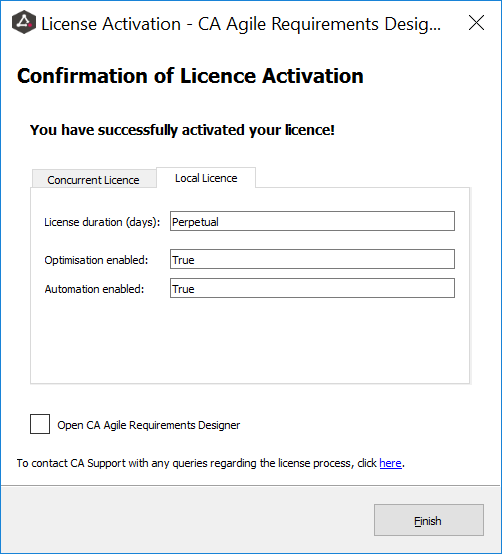 License Activation - CA Agile Requirements Desig...
Confirmation of Licence Activation
You have successfully activated your licence!
Concurrent Licence
Local Licence
License duration (days): Perpetual
Optimisation enabled: True
Automation enabled: True
Open CA Agile Requirements Designer
To contact CA Support with any queries regarding the license process, click here.
Finish